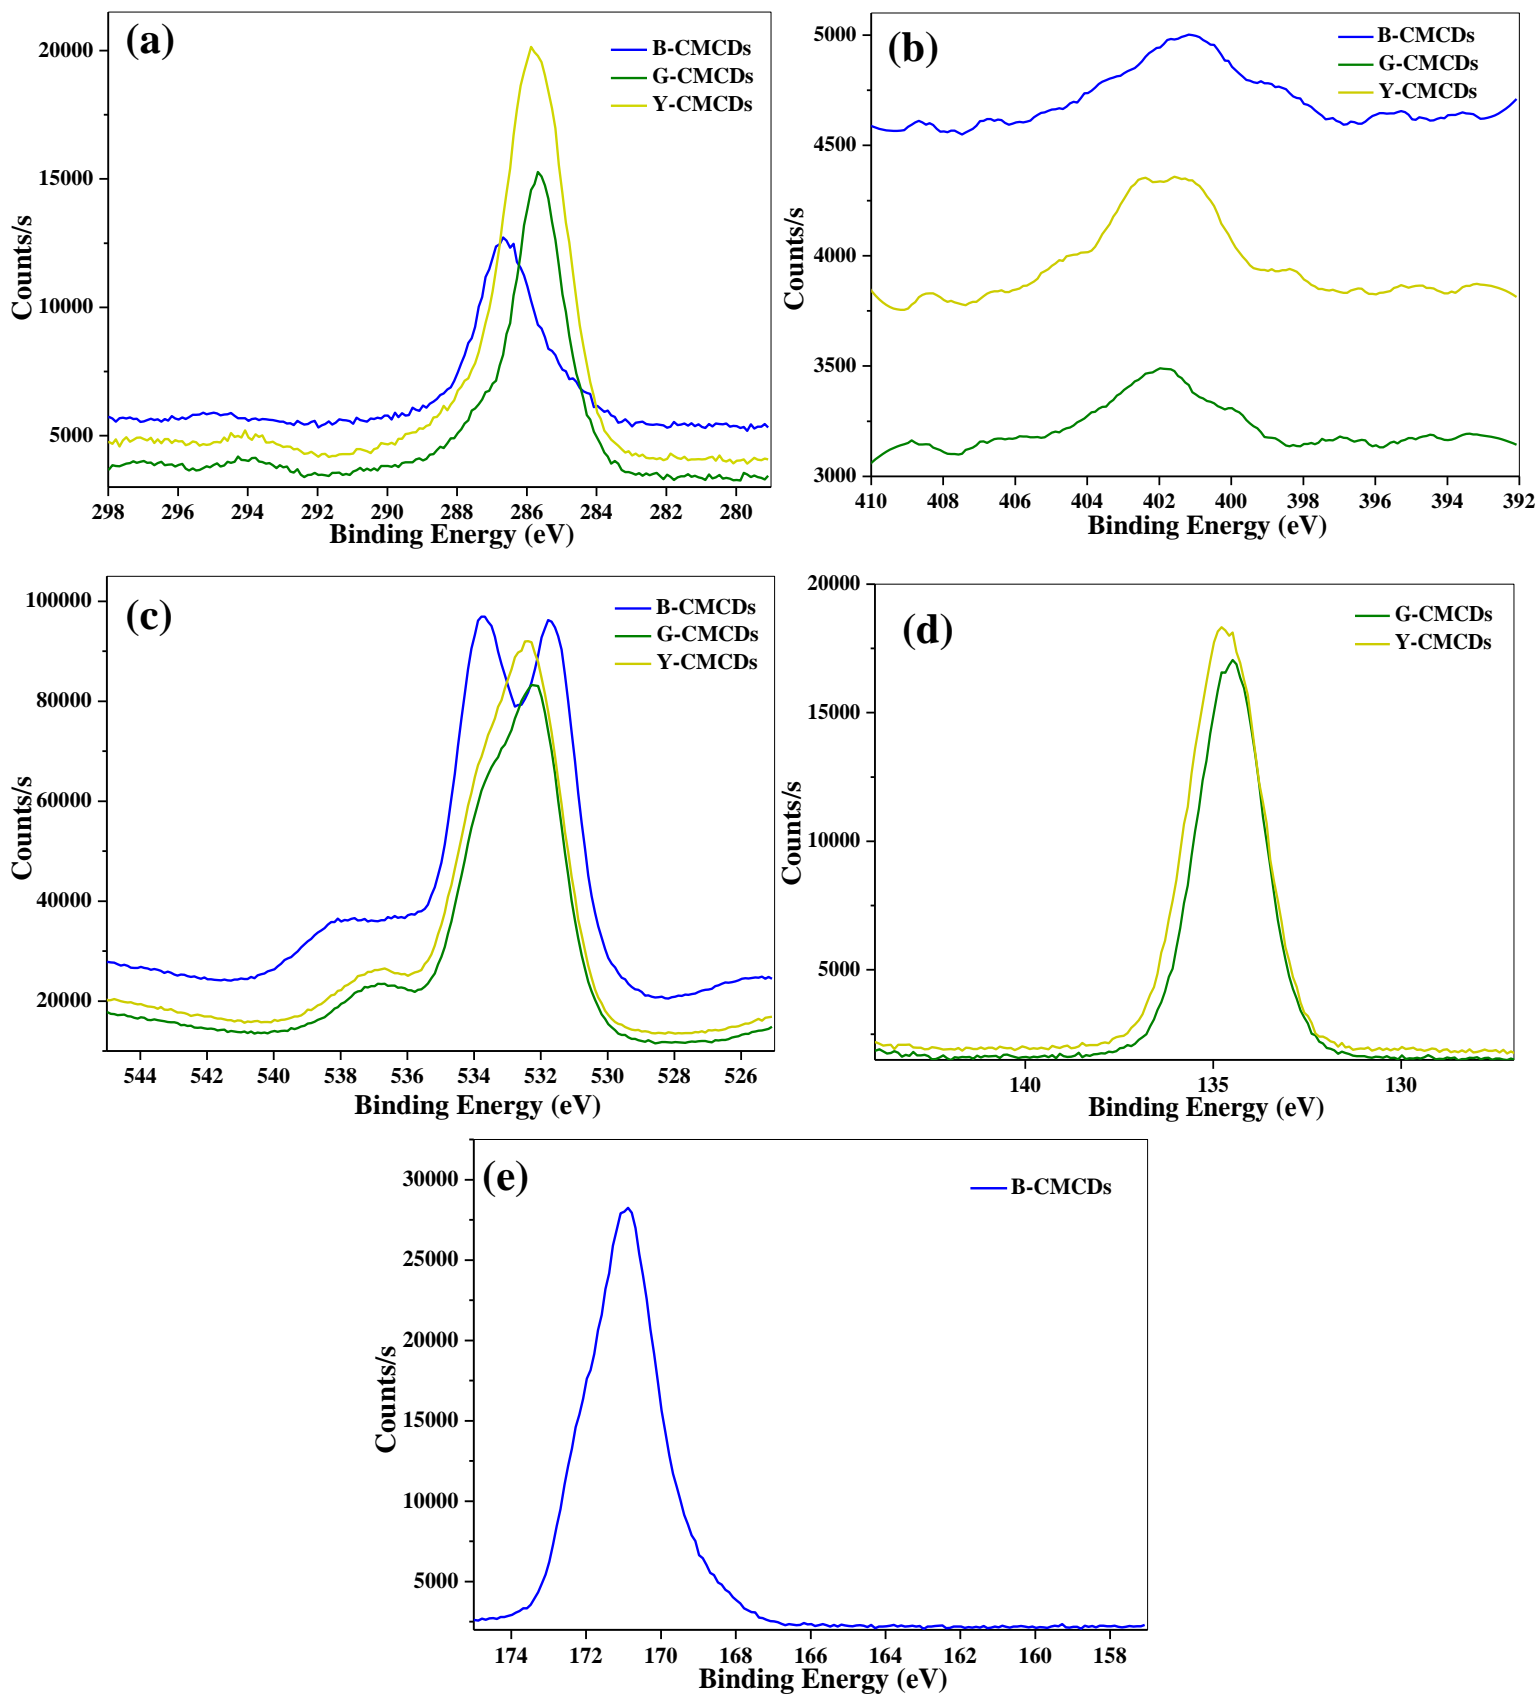 (a)
B-CMCDs
G-CMCDs
Y-CMCDs
20000
15000
10000
5000
Counts/s
298 296 294 292 290 288 286 284 282 280
Binding Energy (eV)
(b)
B-CMCDs
G-CMCDs
Y-CMCDs
5000
4500
4000
3500
3000
Counts/s
410 408 406 404 402 400 398 396 394 392
Binding Energy (eV)
(c)
B-CMCDs
G-CMCDs
Y-CMCDs
100000
80000
60000
40000
20000
Counts/s
544 542 540 538 536 534 532 530 528 526
Binding Energy (eV)
(d)
G-CMCDs
Y-CMCDs
20000
15000
10000
5000
Counts/s
140 135 130
Binding Energy (eV)
(e)
B-CMCDs
30000
25000
20000
15000
10000
5000
Counts/s
174 172 170 168 166 164 162 160 158
Binding Energy (eV)